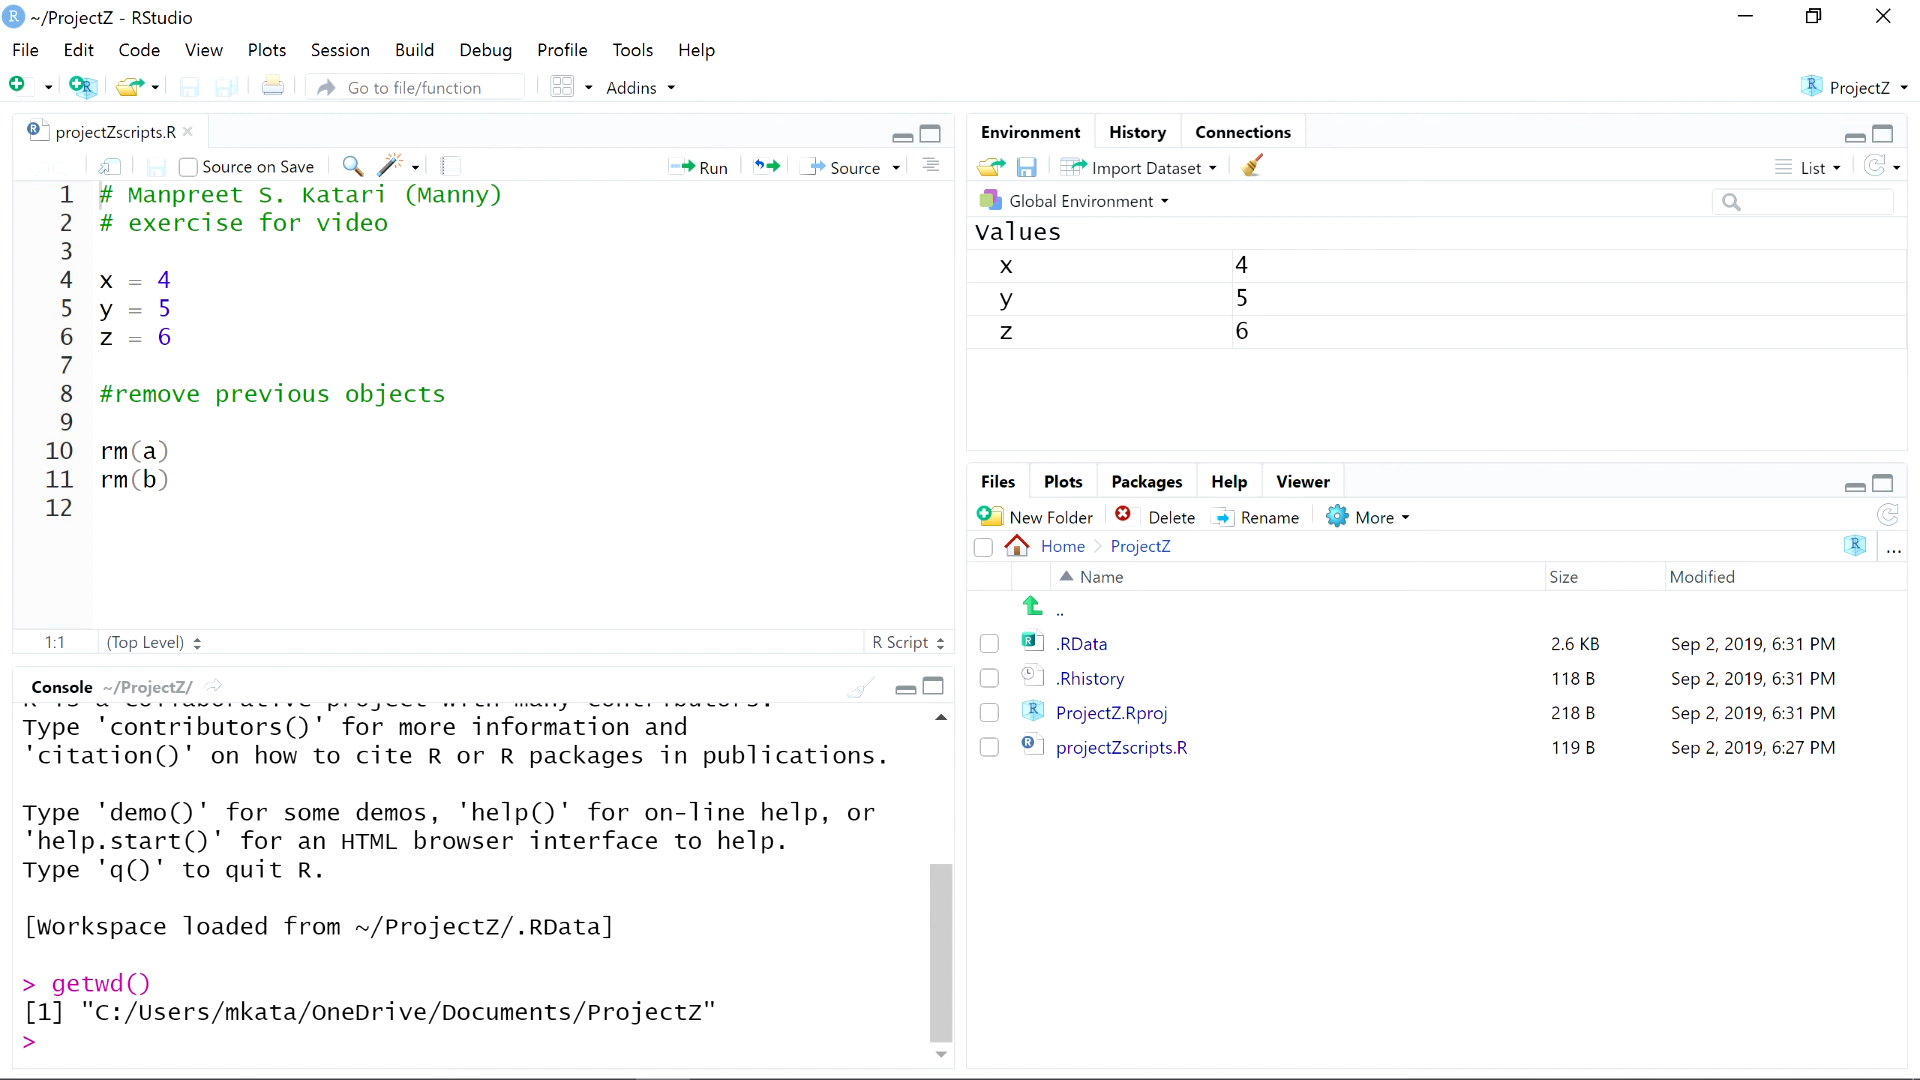 ~/ProjectZ - RStudio
File Edit Code View Plots Session Build Debug Profile Tools Help
Go to file/function Addins ProjectZ
projectZscripts.R
Source on Save Run Source
1 # Manpreet S. Katari (Manny)
2 # exercise for video
3
4 x = 4
5 y = 5
6 z = 6
7
8 #remove previous objects
9
10 rm(a)
11 rm(b)
12
1:1 (Top Level) R Script
Console ~/ProjectZ/
R is a collaborative project with many contributors.
Type 'contributors()' for more information and
'citation()' on how to cite R or R packages in publications.
Type 'demo()' for some demos, 'help()' for on-line help, or
'help.start()' for an HTML browser interface to help.
Type 'q()' to quit R.
[Workspace loaded from ~/ProjectZ/.RData]
> getwd()
[1] "C:/Users/mkata/OneDrive/Documents/ProjectZ"
>
Environment History Connections
Import Dataset List
Global Environment
Values
x 4
y 5
z 6
Files Plots Packages Help Viewer
New Folder Delete Rename More
Home ProjectZ ...
Name Size Modified
..
.RData 2.6 KB Sep 2, 2019, 6:31 PM
.Rhistory 118 B Sep 2, 2019, 6:31 PM
ProjectZ.Rproj 218 B Sep 2, 2019, 6:31 PM
projectZscripts.R 119 B Sep 2, 2019, 6:27 PM